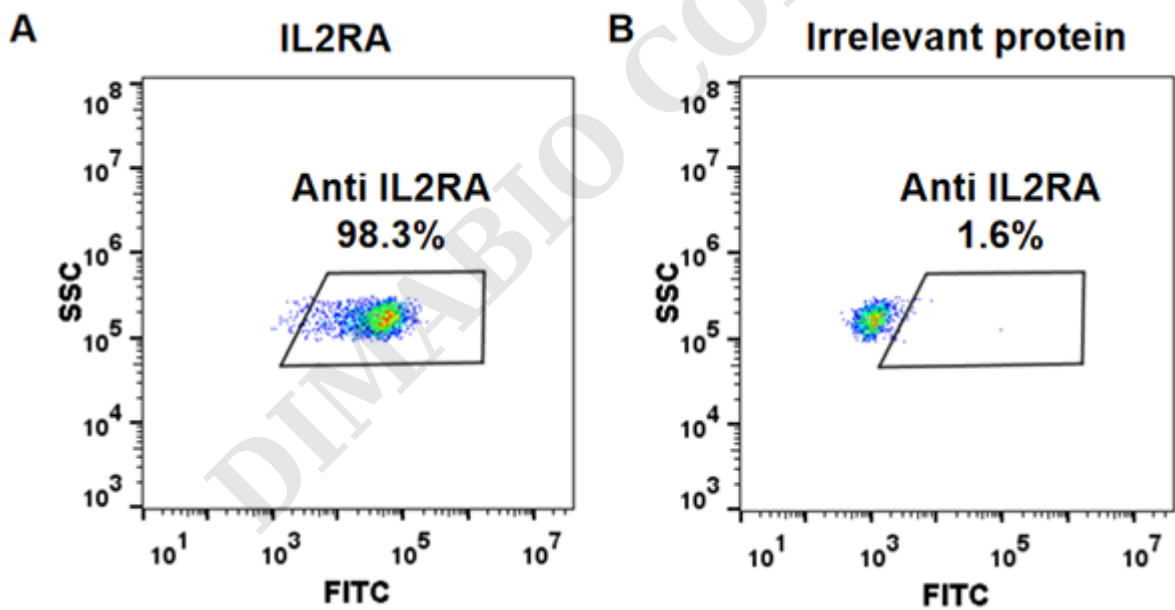 A
IL2RA
10^8
10^7
10^6
10^5
10^4
10^3
SSC
Anti IL2RA
98.3%
10^1
10^3
10^5
10^7
FITC
B
Irrelevant protein
10^8
10^7
10^6
10^5
10^4
10^3
SSC
Anti IL2RA
1.6%
10^1
10^3
10^5
10^7
FITC
DIMABIO CO